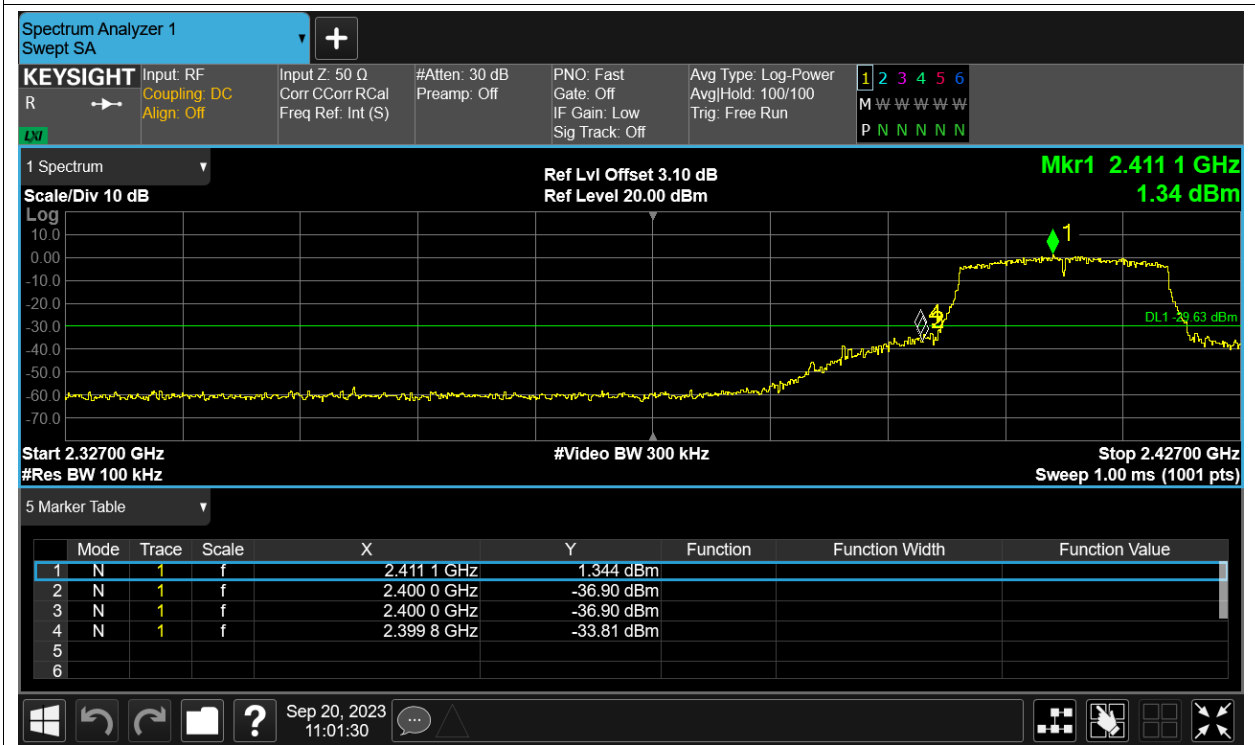 Spectrum Analyzer 1
Swept SA
+
KEYSIGHT Input: RF Input Z: 50 Ω #Atten: 30 dB PNO: Fast Avg Type: Log-Power 1 2 3 4 5 6
R Coupling: DC Corr CCorr RCal Preamp: Off Gate: Off Avg|Hold: 100/100 M W W W W W
Align: Off Freq Ref: Int (S) IF Gain: Low Trig: Free Run
LXI Sig Track: Off P N N N N N
1 Spectrum Ref Lvl Offset 3.10 dB Mkr1 2.411 1 GHz
Scale/Div 10 dB Ref Level 20.00 dBm 1.34 dBm
Log
10.0 1
0.00
-10.0
-20.0
-30.0 DL1 -29.63 dBm
-40.0
-50.0
-60.0
-70.0
Start 2.32700 GHz #Video BW 300 kHz Stop 2.42700 GHz
#Res BW 100 kHz Sweep 1.00 ms (1001 pts)
5 Marker Table
Mode Trace Scale X Y Function Function Width Function Value
1 N 1 f 2.411 1 GHz 1.344 dBm
2 N 1 f 2.400 0 GHz -36.90 dBm
3 N 1 f 2.400 0 GHz -36.90 dBm
4 N 1 f 2.399 8 GHz -33.81 dBm
5
6
? Sep 20, 2023
11:01:30